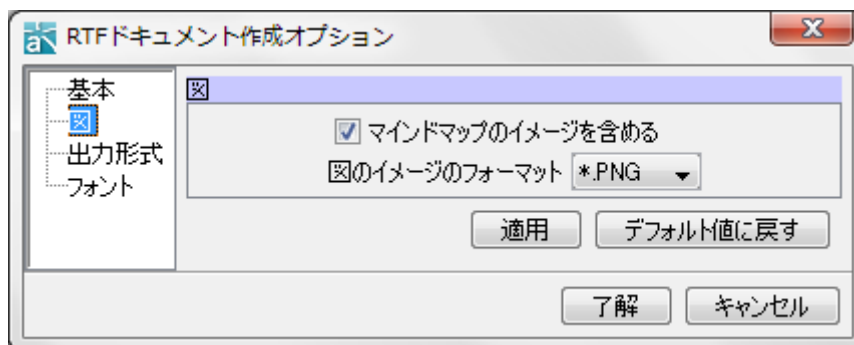 RTFドキュメント作成オプション
基本
図
出力形式
フォント
図
マインドマップのイメージを含める
図のイメージのフォーマット *.PNG
適用 デフォルト値に戻す
了解 キャンセル